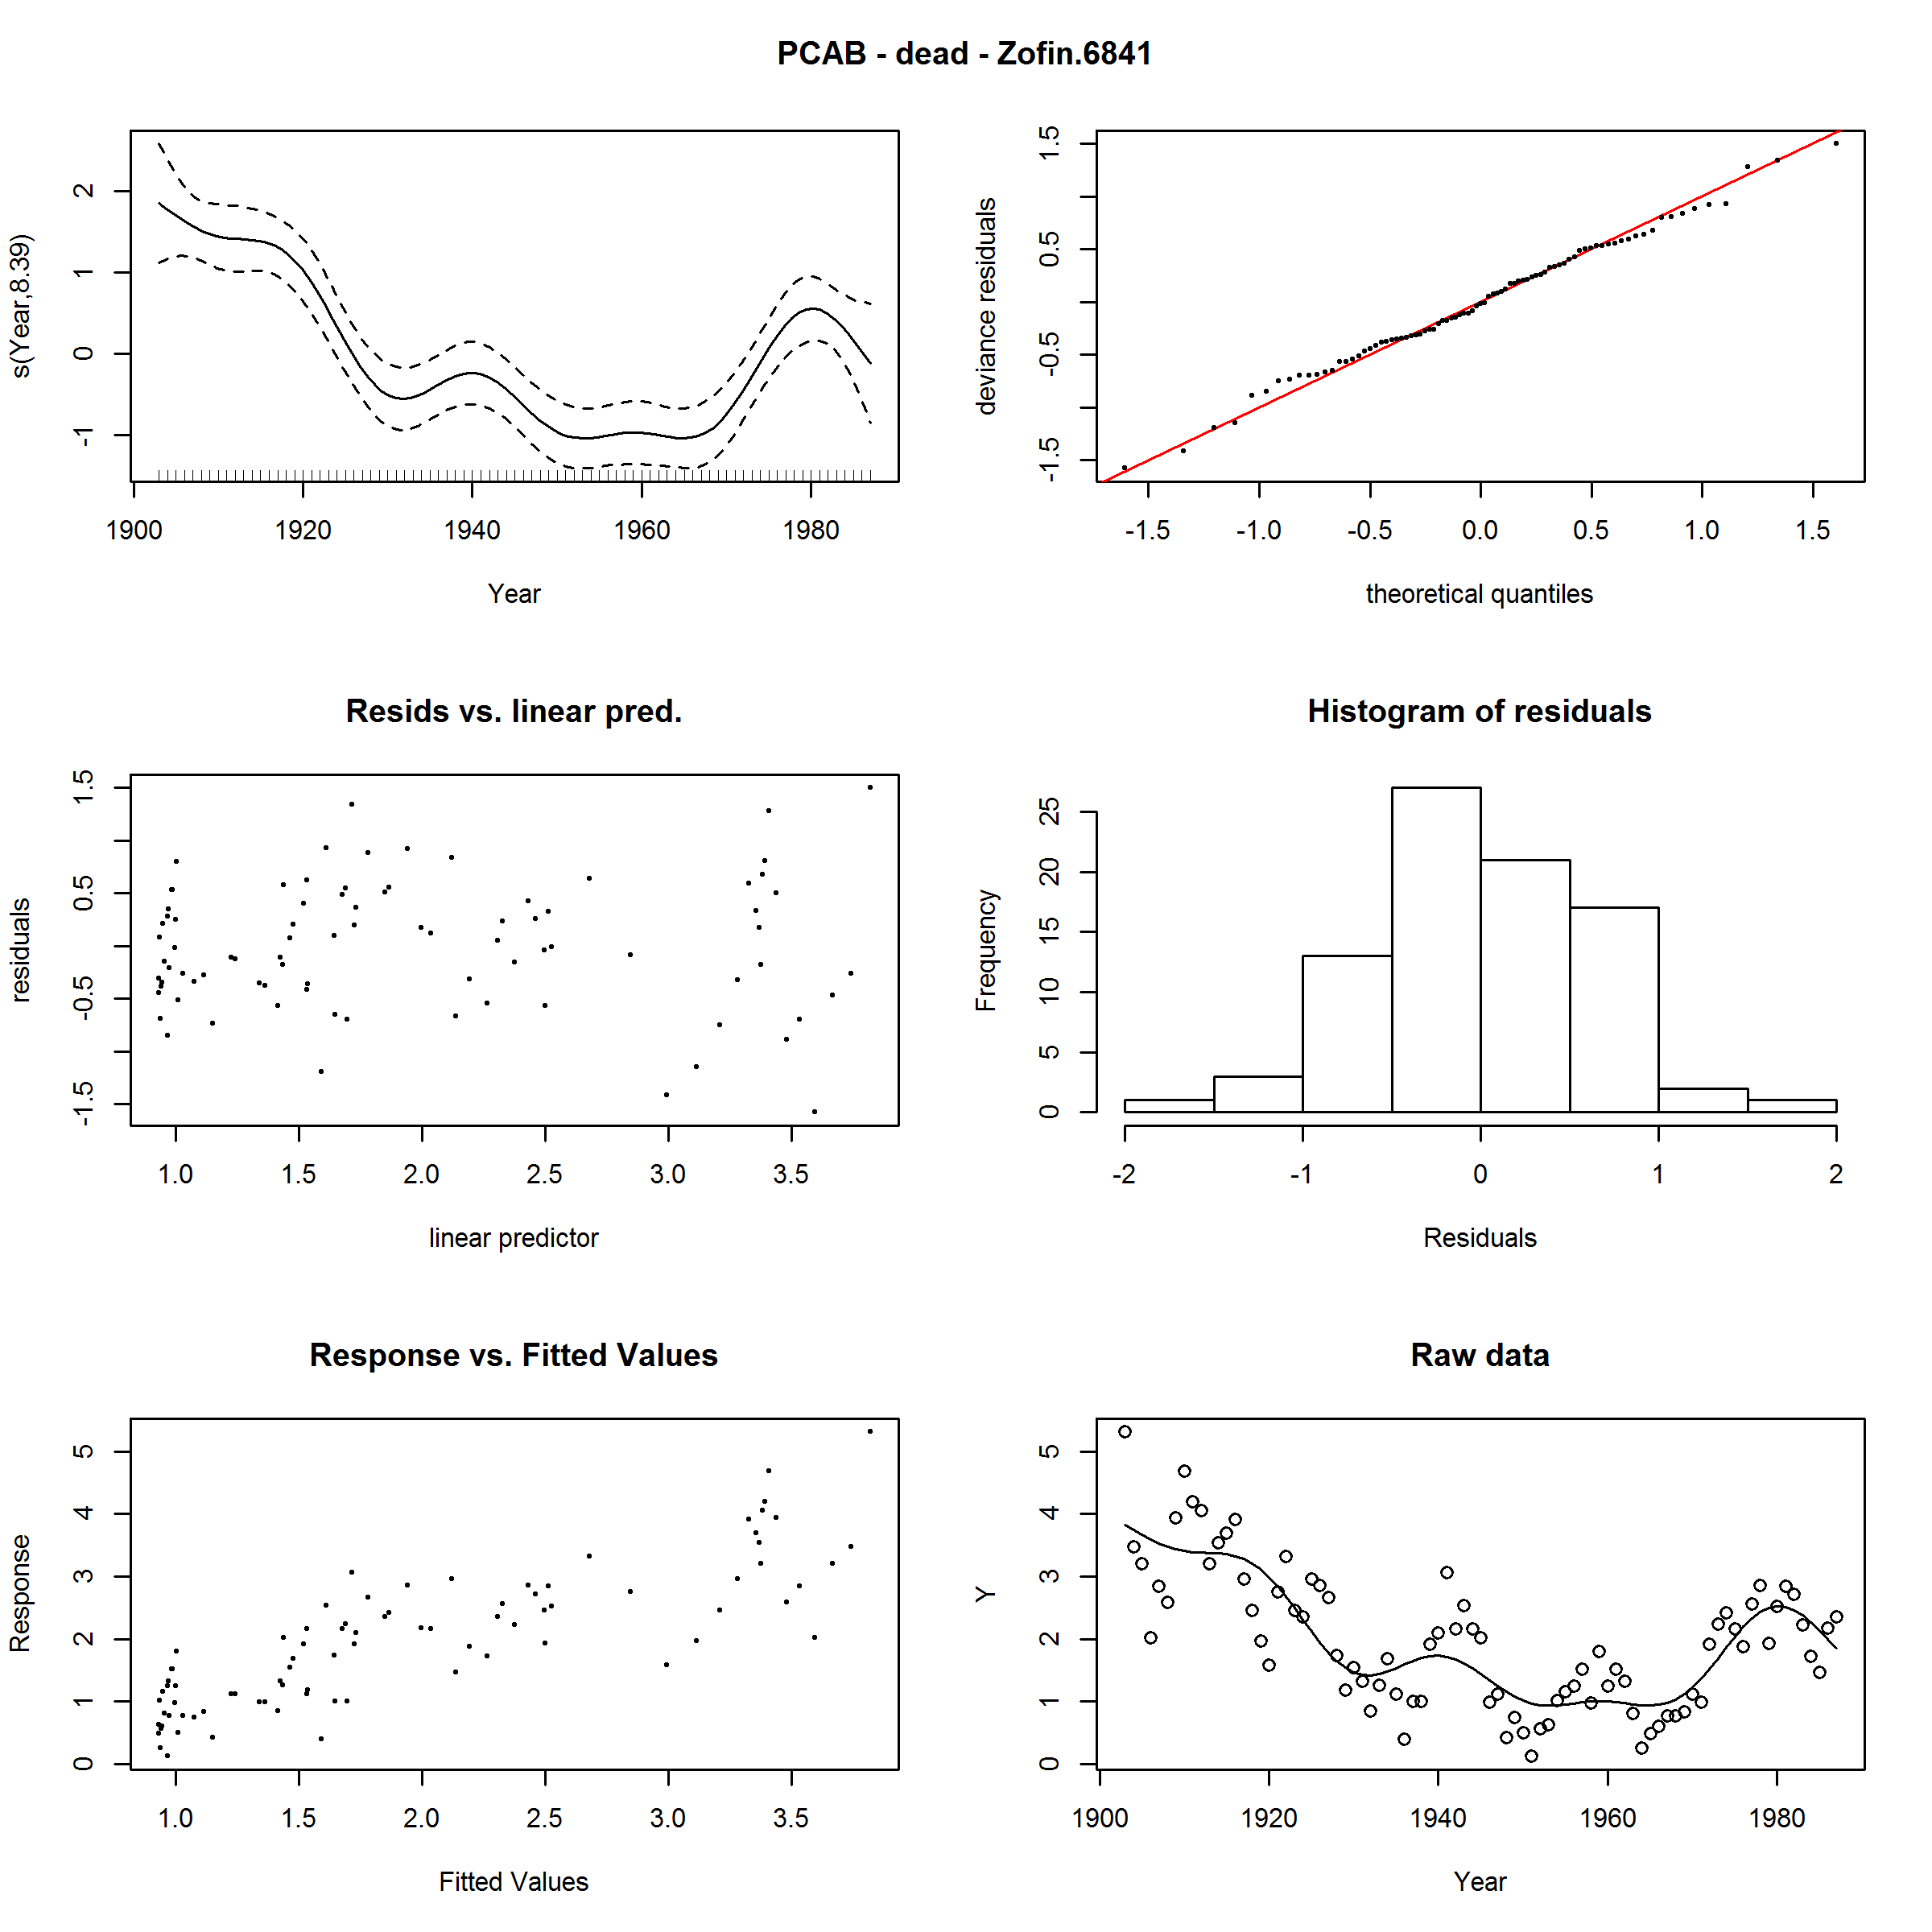 PCAB - dead - Zofin.6841
s(Year,8.39)
2
1
0
-1
1900 1920 1940 1960 1980
Year
deviance residuals
1.5
0.5
-0.5
-1.5
-1.5 -1.0 -0.5 0.0 0.5 1.0 1.5
theoretical quantiles
Resids vs. linear pred.
residuals
1.5
0.5
-0.5
-1.5
1.0 1.5 2.0 2.5 3.0 3.5
linear predictor
Histogram of residuals
Frequency
25
20
15
10
5
0
-2 -1 0 1 2
Residuals
Response vs. Fitted Values
Response
5
4
3
2
1
0
1.0 1.5 2.0 2.5 3.0 3.5
Fitted Values
Raw data
Y
5
4
3
2
1
0
1900 1920 1940 1960 1980
Year